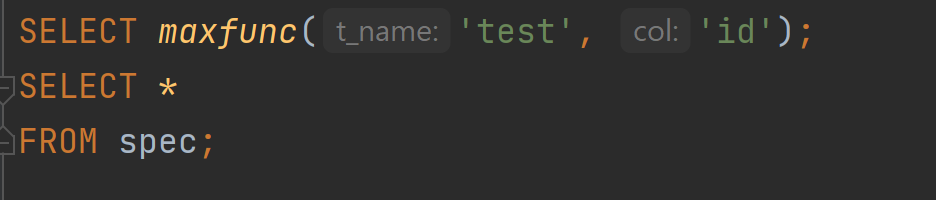 SELECT maxfunc( t_name: 'test', col: 'id');
SELECT *
FROM spec;